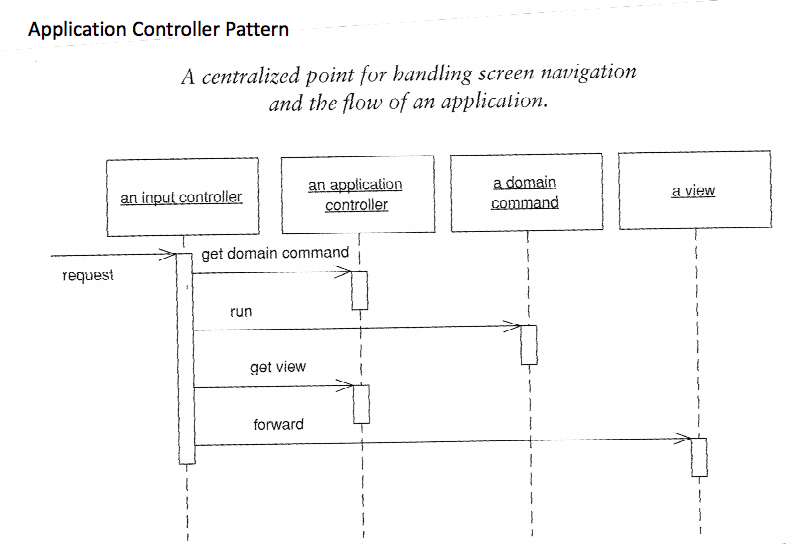 Application Controller Pattern
A centralized point for handling screen navigation
and the flow of an application.
an input controller
an application
controller
a domain
command
a view
get domain command
request
run
get view
forward